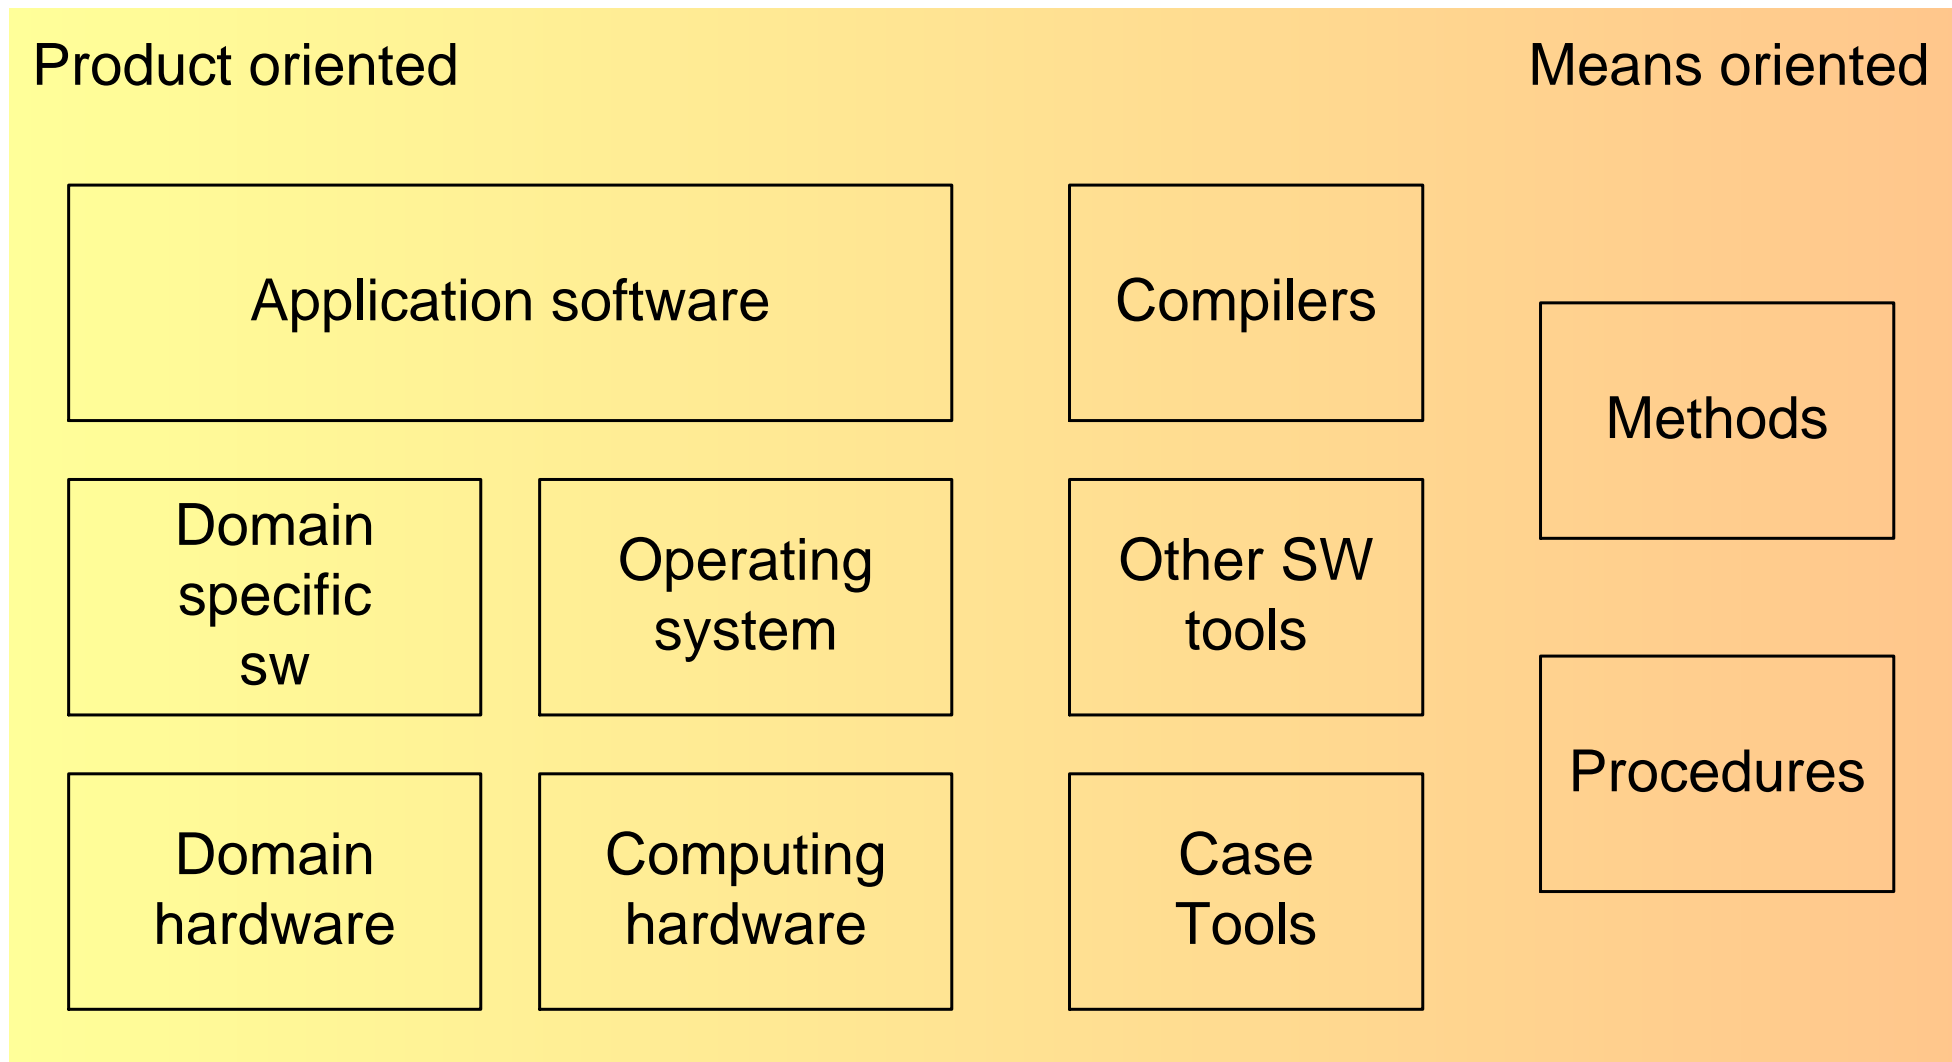 Product oriented
Means oriented
Application software
Compilers
Methods
Domain
specific
sw
Operating
system
Other SW
tools
Procedures
Domain
hardware
Computing
hardware
Case
Tools